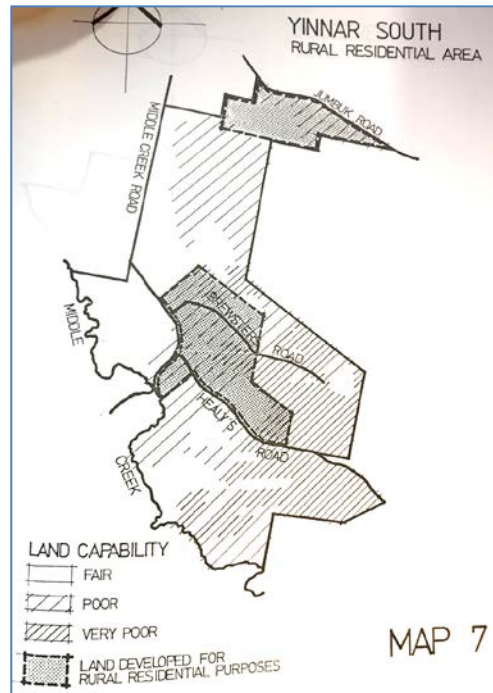 YINNAR SOUTH
RURAL RESIDENTIAL AREA
JUMBUK ROAD
MIDDLE CREEK ROAD
MIDDLE
CREEK
BREWSTER
ROAD
HEALY'S
ROAD
LAND CAPABILITY
FAIR
POOR
VERY POOR
LAND DEVELOPED FOR
RURAL RESIDENTIAL PURPOSES
MAP 7